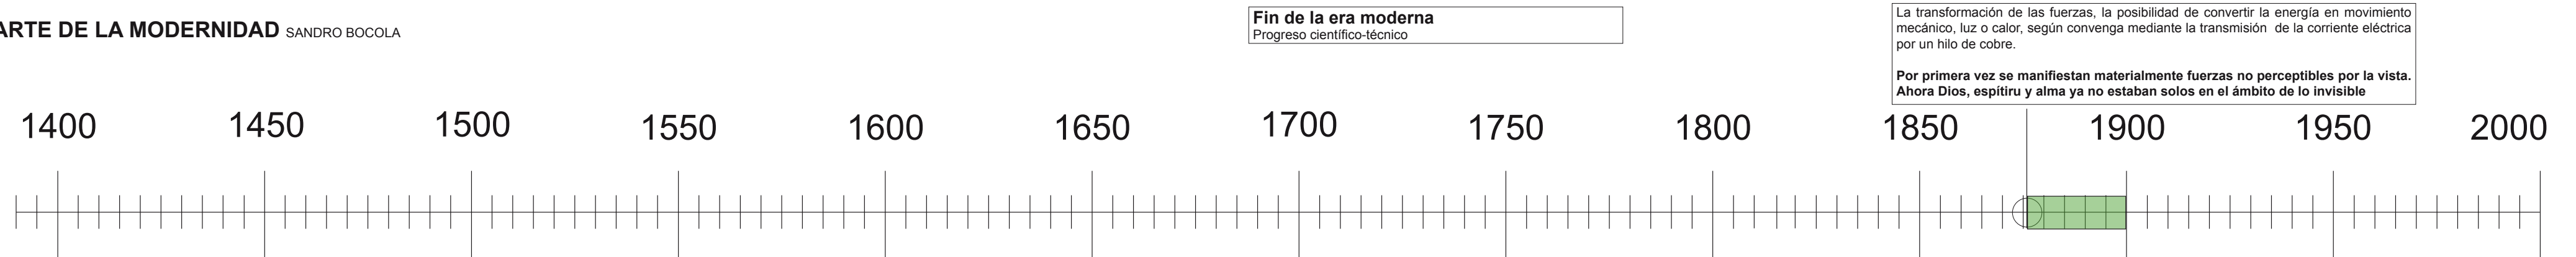 ARTE DE LA MODERNIDAD SANDRO BOCOLA
Fin de la era moderna
Progreso científico-técnico
La transformación de las fuerzas, la posibilidad de convertir la energía en movimiento
mecánico, luz o calor, según convenga mediante la transmisión de la corriente eléctrica
por un hilo de cobre.
Por primera vez se manifiestan materialmente fuerzas no perceptibles por la vista.
Ahora Dios, espítiru y alma ya no estaban solos en el ámbito de lo invisible
1400 1450 1500 1550 1600 1650 1700 1750 1800 1850 1900 1950 2000